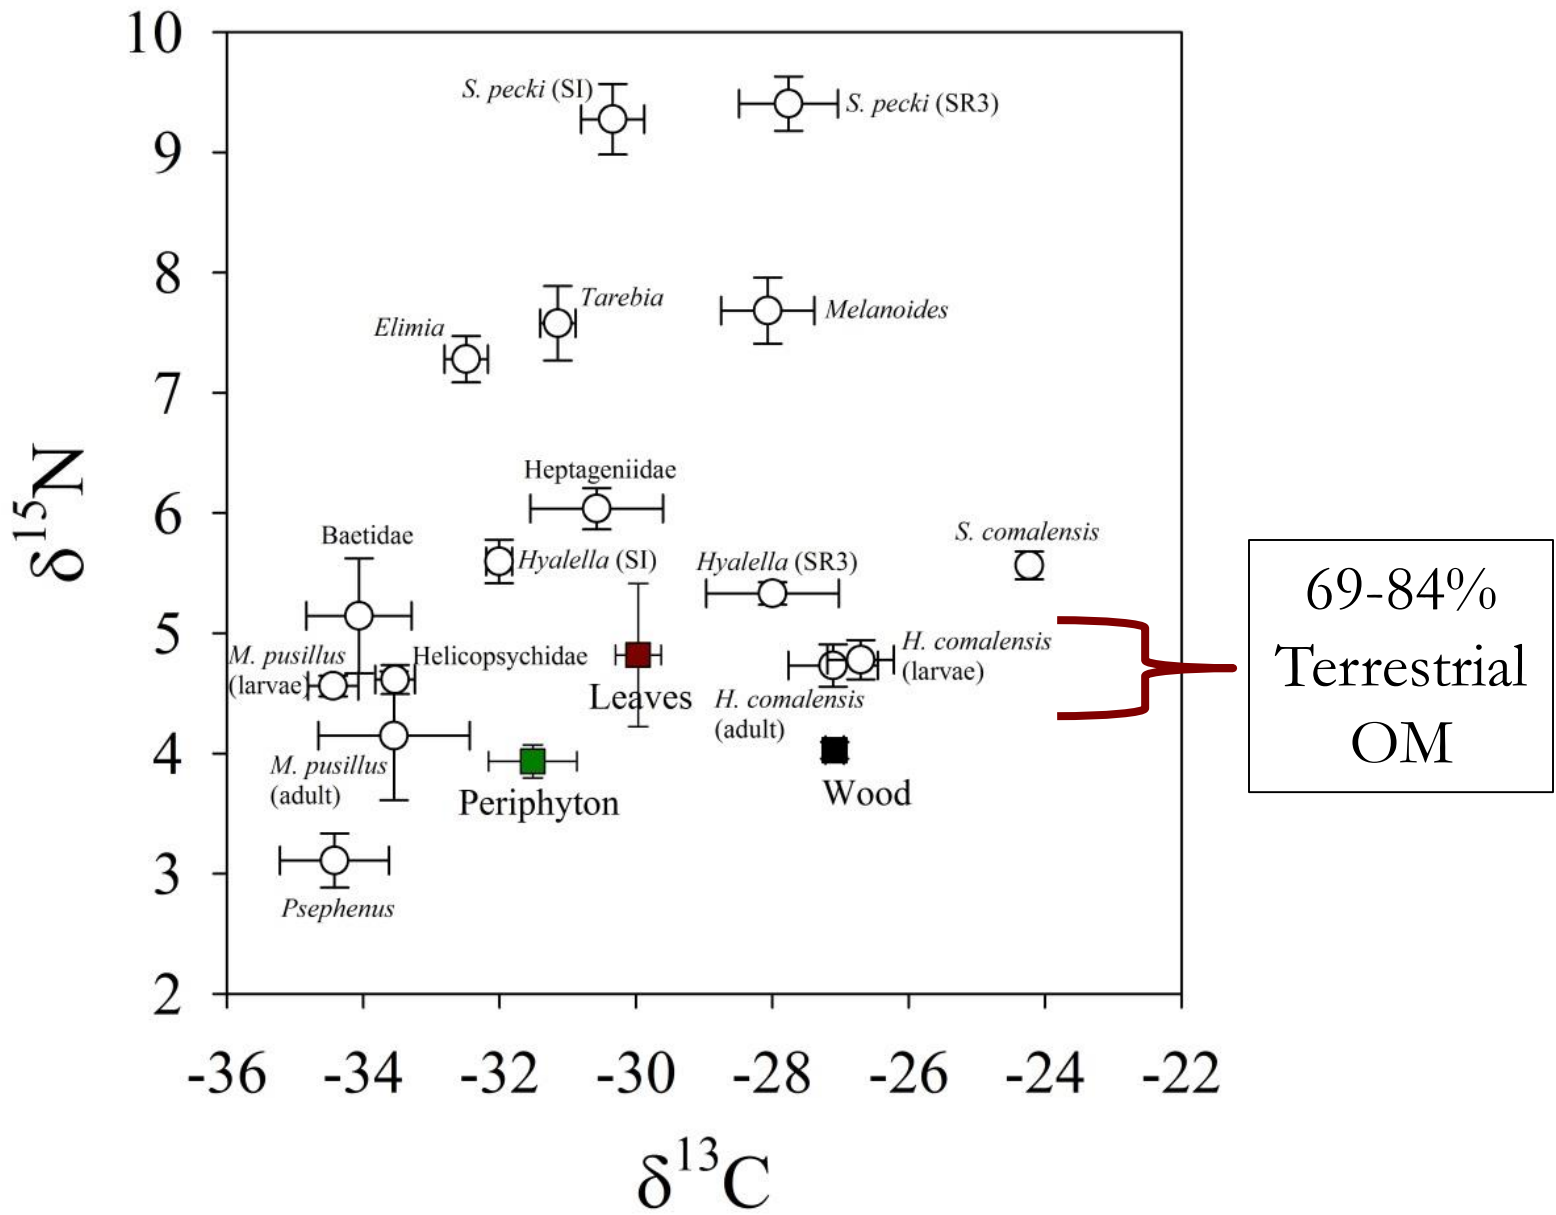 10
9
8
7
6
5
4
3
2
δ¹⁵N
S. pecki (SI)
S. pecki (SR3)
Tarebia
Elimia
Melanoides
Heptageniidae
Baetidae
Hyalella (SI)
Hyalella (SR3)
S. comalensis
M. pusillus
(larvae)
Helicopsychidae
Leaves
H. comalensis
(larvae)
H. comalensis
(adult)
M. pusillus
(adult)
Periphyton
Wood
Psephenus
-36 -34 -32 -30 -28 -26 -24 -22
δ¹³C
69-84%
Terrestrial
OM